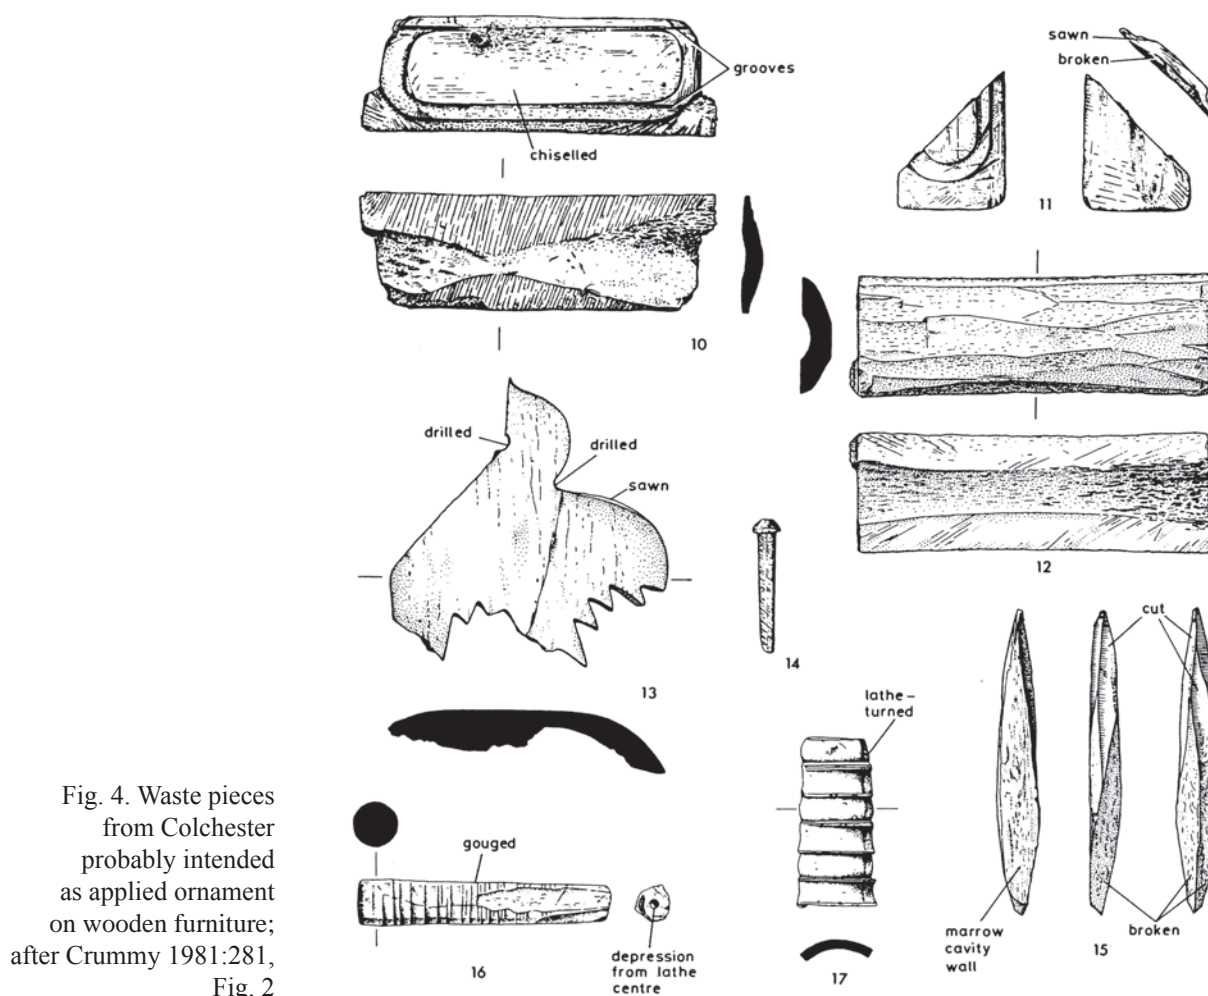 grooves
chiselled
sawn
broken
11
10
drilled
drilled
sawn
12
14
13
cut
lathe-
turned
gouged
marrow
cavity
wall
broken
15
depression
from lathe
centre
16
17
Fig. 4. Waste pieces
from Colchester
probably intended
as applied ornament
on wooden furniture;
after Crummy 1981:281,
Fig. 2